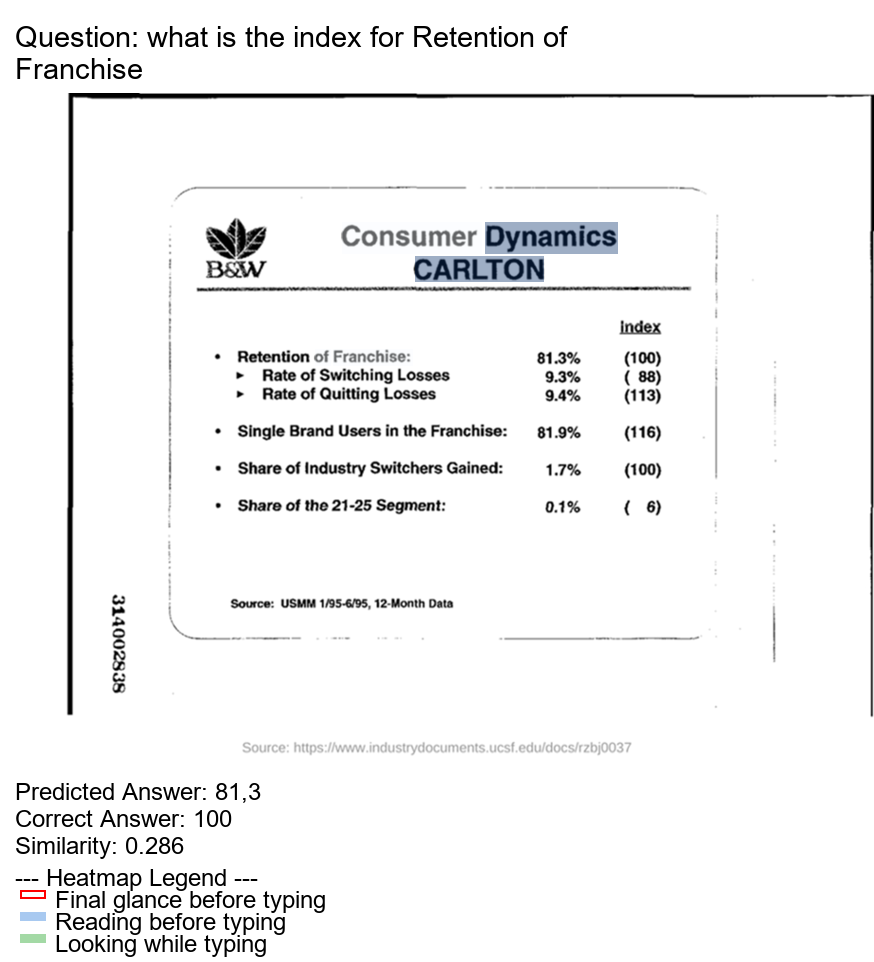 Question: what is the index for Retention of
Franchise
B&W
Consumer Dynamics
CARLTON
Index
• Retention of Franchise: 81.3% (100)
► Rate of Switching Losses 9.3% ( 88)
► Rate of Quitting Losses 9.4% (113)
• Single Brand Users in the Franchise: 81.9% (116)
• Share of Industry Switchers Gained: 1.7% (100)
• Share of the 21-25 Segment: 0.1% ( 6)
Source: USMM 1/95-6/95, 12-Month Data
314002838
Source: https://www.industrydocuments.ucsf.edu/docs/rzbj0037
Predicted Answer: 81,3
Correct Answer: 100
Similarity: 0.286
--- Heatmap Legend ---
Final glance before typing
Reading before typing
Looking while typing